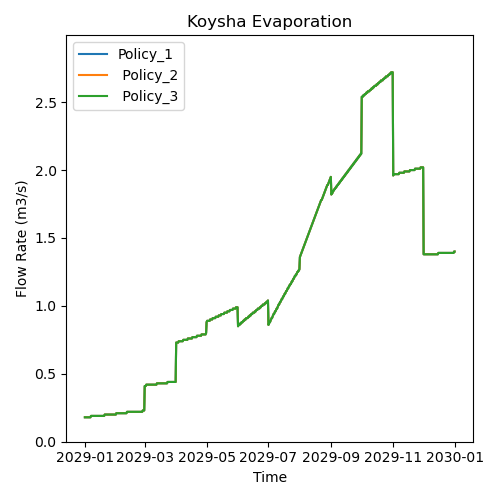 Koysha Evaporation
Policy_1
Policy_2
Policy_3
Flow Rate (m3/s)
2.5
2.0
1.5
1.0
0.5
0.0
2029-01 2029-03 2029-05 2029-07 2029-09 2029-11 2030-01
Time